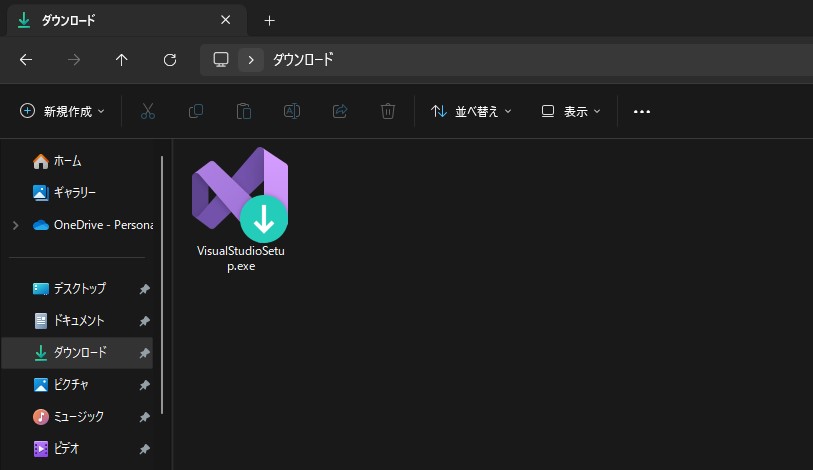 ダウンロード
ダウンロード
新規作成
並べ替え
表示
ホーム
ギャラリー
OneDrive - Persona
デスクトップ
ドキュメント
ダウンロード
ピクチャ
ミュージック
ビデオ
VisualStudioSetu
p.exe